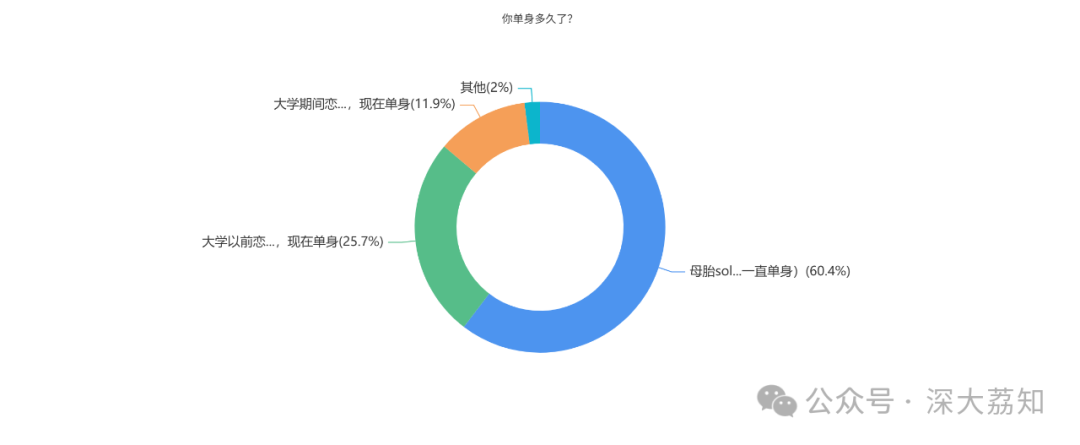 你单身多久了？
其他(2%)
大学期间恋...，现在单身(11.9%)
大学以前恋...，现在单身(25.7%)
母胎sol...一直单身）(60.4%)
公众号 · 深大荔知